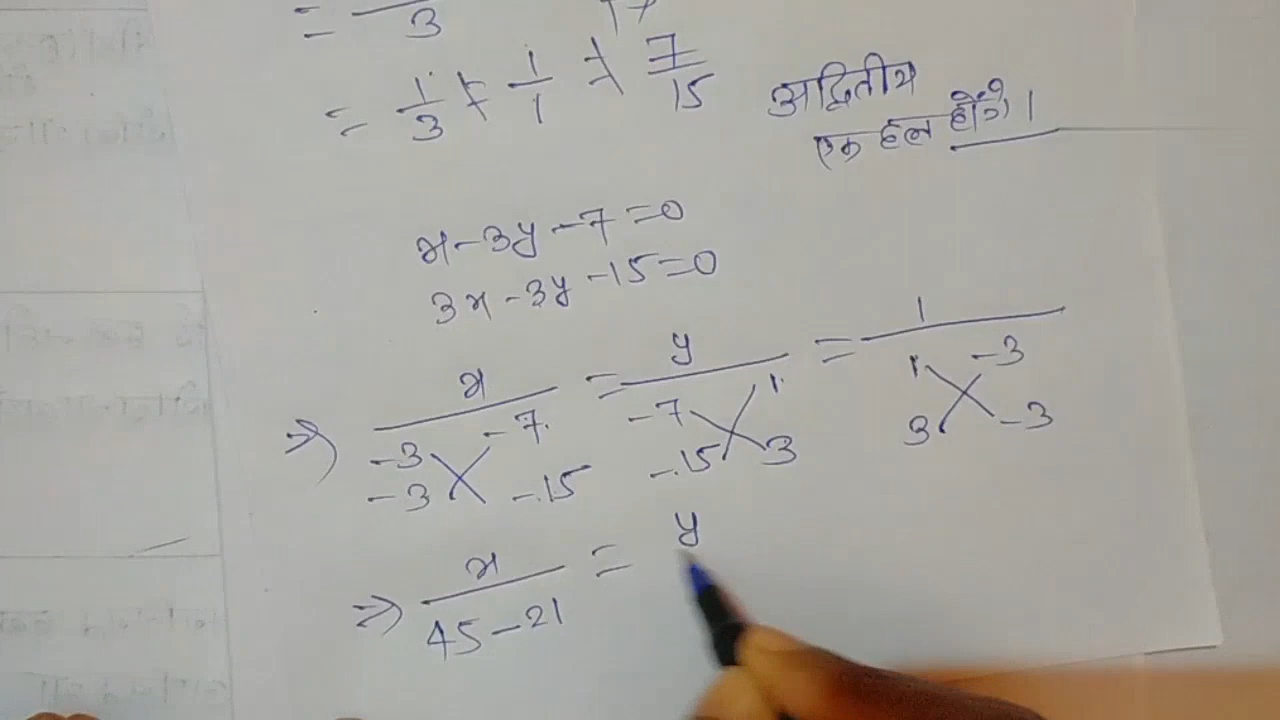 = /3
= 1/3 ≠ 1/1 ≠ 7/15
अद्वितीय
एक हल होंगे।
x - 3y - 7 = 0
3x - 3y - 15 = 0
⇒ x = y = 1
-3 -7 -7 1 1 -3
-3 -15 -15 3 3 -3
⇒ x/(45 - 21) = y